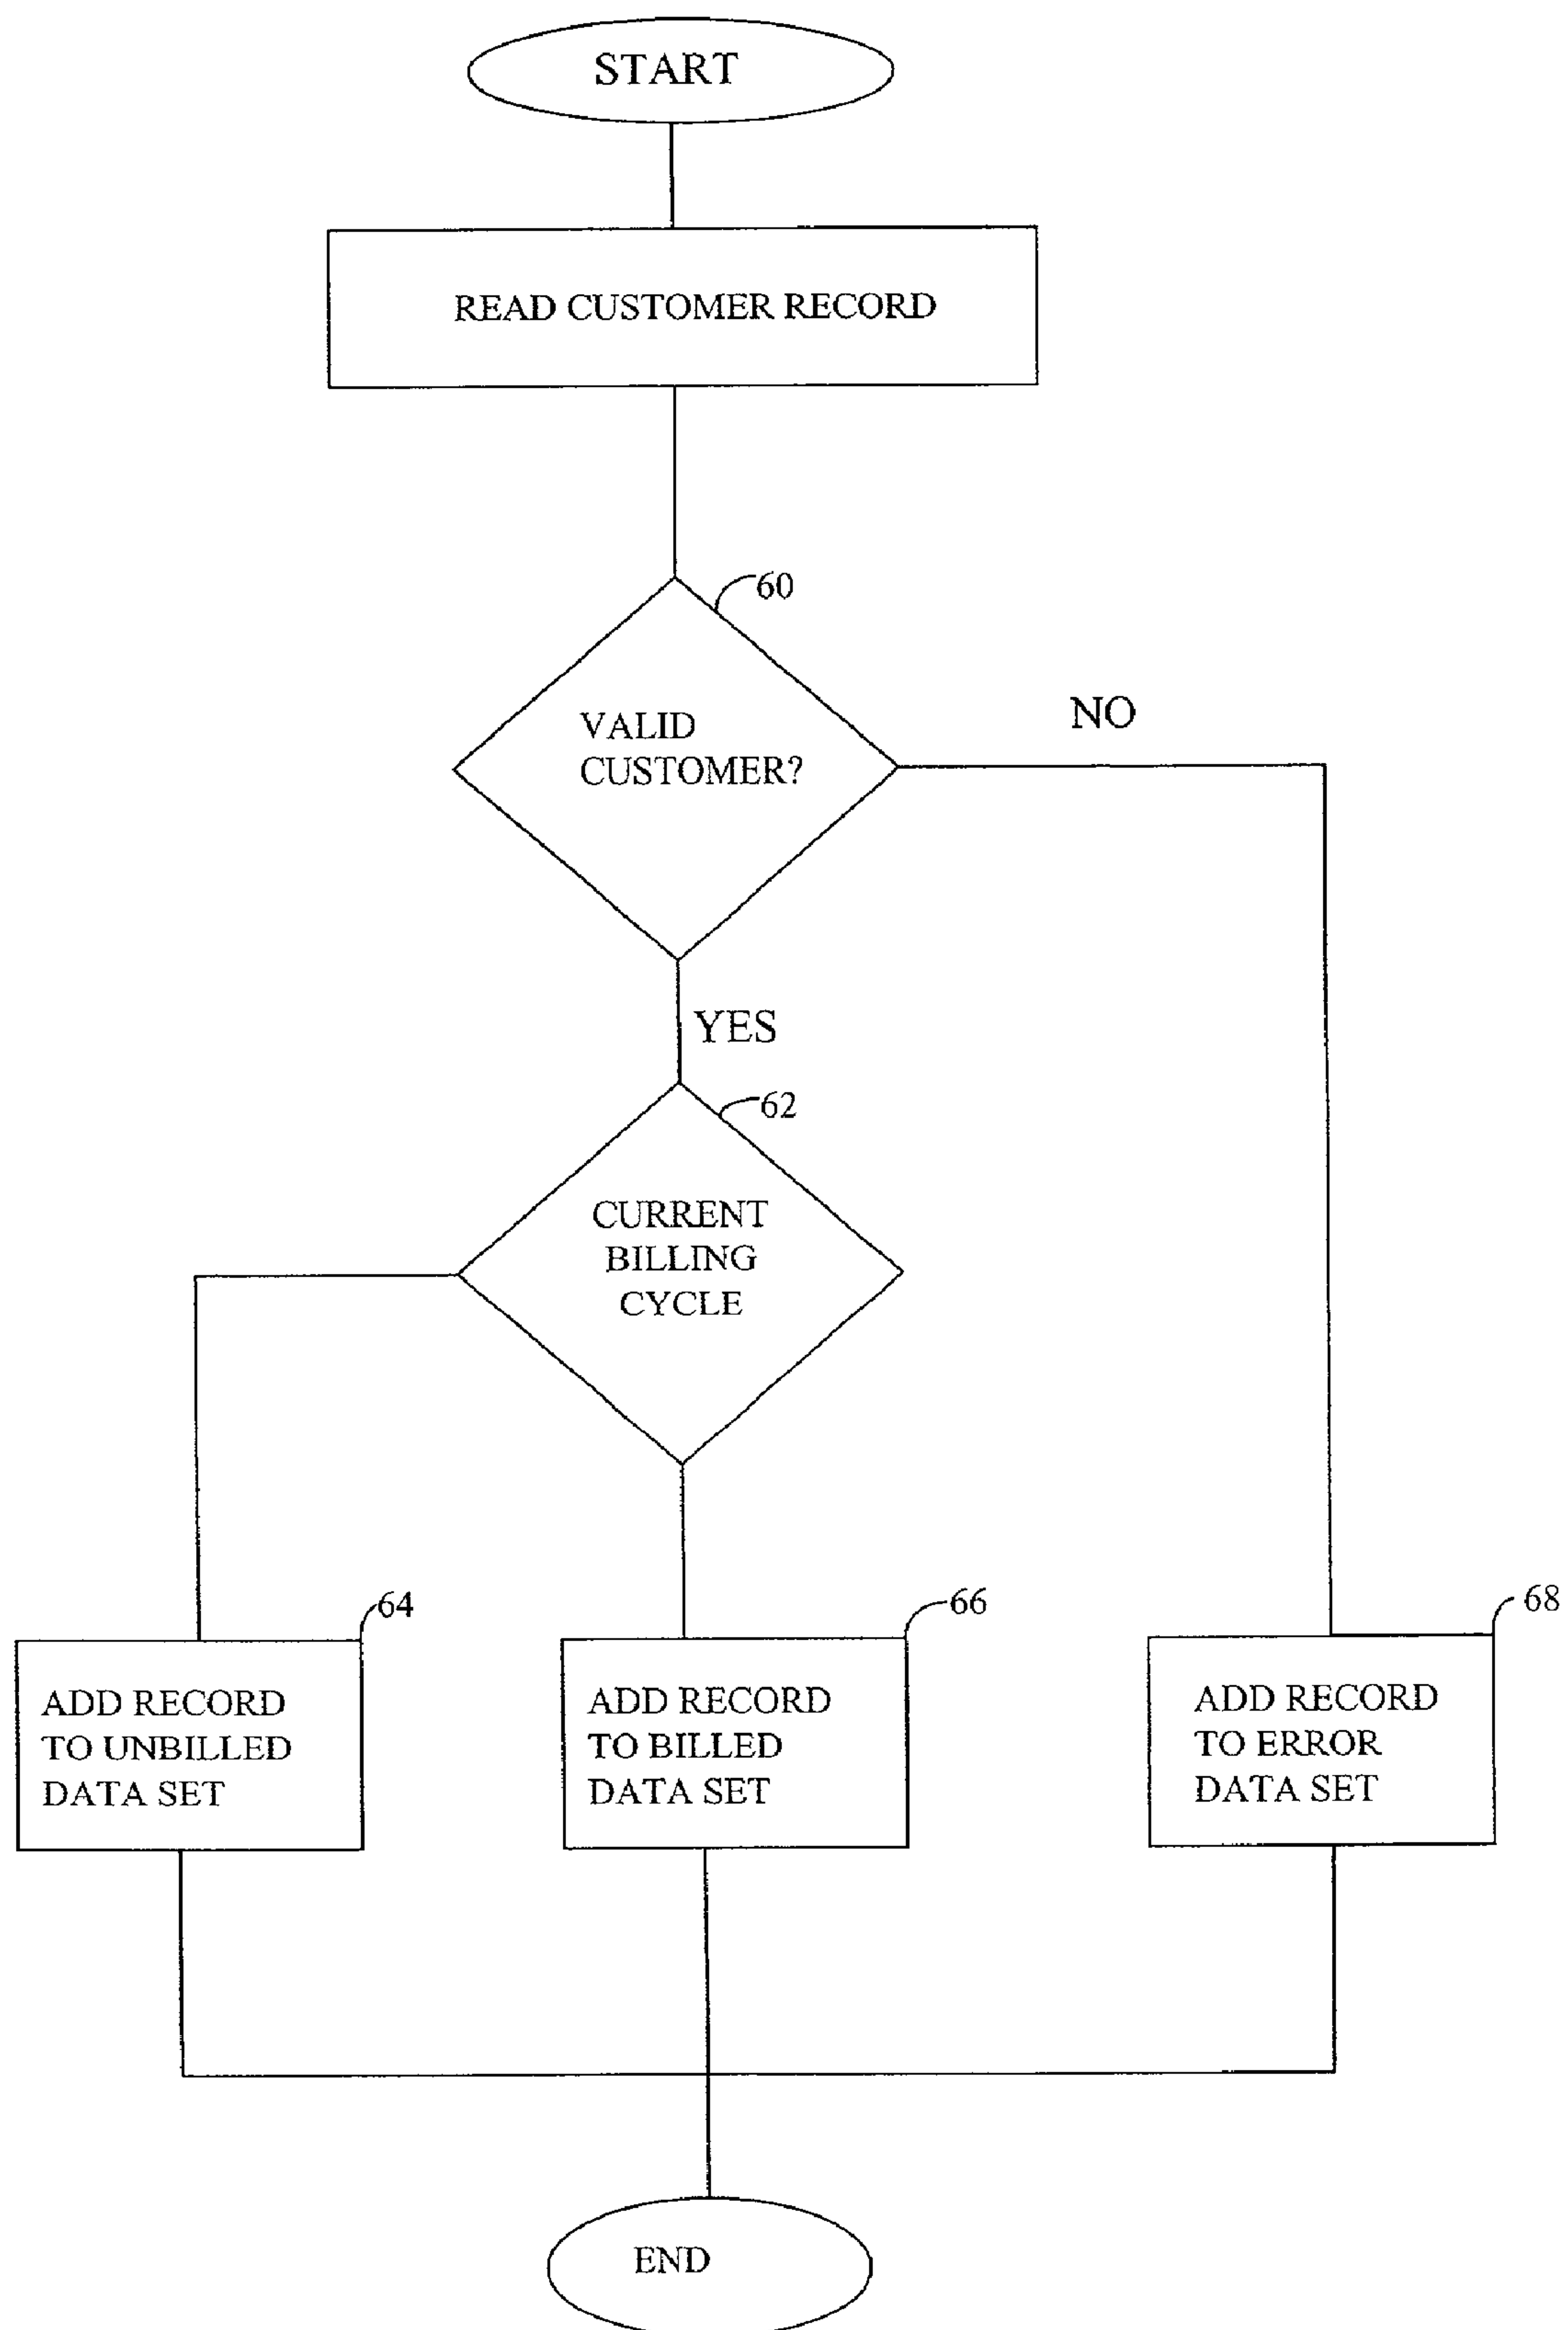 START
READ CUSTOMER RECORD
60
VALID
CUSTOMER?
NO
YES
62
CURRENT
BILLING
CYCLE
64
ADD RECORD
TO UNBILLED
DATA SET
66
ADD RECORD
TO BILLED
DATA SET
68
ADD RECORD
TO ERROR
DATA SET
END